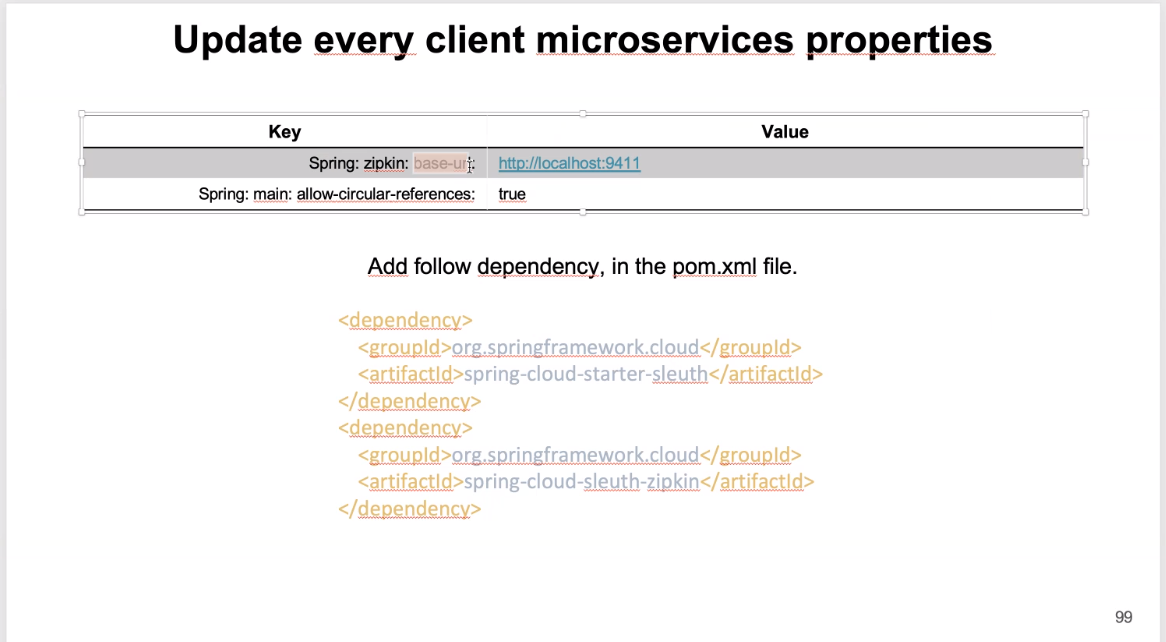 Update every client microservices properties
Key Value
Spring: zipkin: base-url: http://localhost:9411
Spring: main: allow-circular-references: true
Add follow dependency, in the pom.xml file.
<dependency>
<groupId>org.springframework.cloud</groupId>
<artifactId>spring-cloud-starter-sleuth</artifactId>
</dependency>
<dependency>
<groupId>org.springframework.cloud</groupId>
<artifactId>spring-cloud-sleuth-zipkin</artifactId>
</dependency>
99